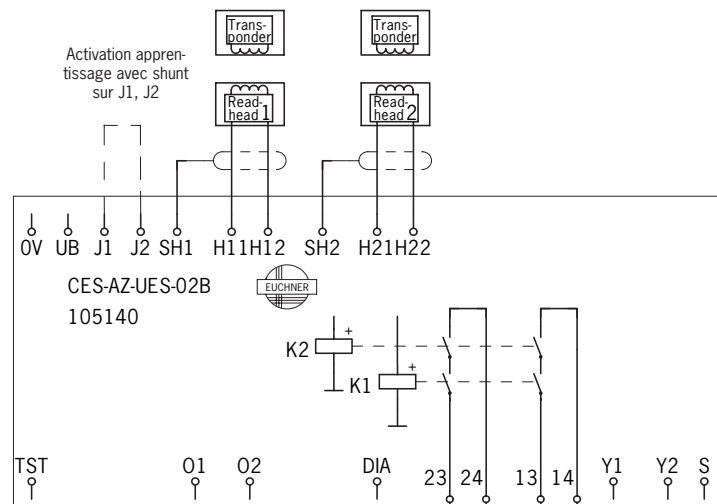 Trans-
ponder
Trans-
ponder
Activation appren-
tissage avec shunt
sur J1, J2
Read-
head 1
Read-
head 2
0V UB J1 J2 SH1 H11 H12 SH2 H21 H22
CES-AZ-UES-02B
EUCHNER
105140
K2 +
K1 +
TST O1 O2 DIA 23 24 13 14 Y1 Y2 S